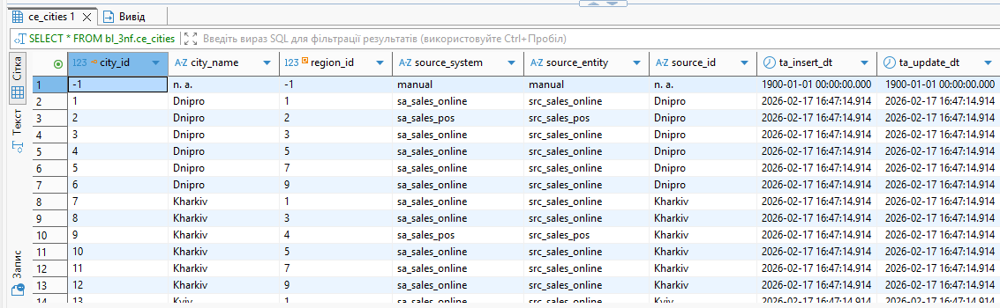 ce_cities 1 Вивід
SELECT * FROM bl_3nf.ce_cities Введіть вираз SQL для фільтрації результатів (використовуйте Ctrl+Пробіл)
Сітка
Текст
Запис
123 city_id A-Z city_name 123 region_id A-Z source_system A-Z source_entity A-Z source_id ta_insert_dt ta_update_dt
1 -1 n. a. -1 manual manual n. a. 1900-01-01 00:00:00.000 1900-01-01 00:00:00.000
2 1 Dnipro 1 sa_sales_online src_sales_online Dnipro 2026-02-17 16:47:14.914 2026-02-17 16:47:14.914
3 2 Dnipro 2 sa_sales_pos src_sales_pos Dnipro 2026-02-17 16:47:14.914 2026-02-17 16:47:14.914
4 3 Dnipro 3 sa_sales_online src_sales_online Dnipro 2026-02-17 16:47:14.914 2026-02-17 16:47:14.914
5 4 Dnipro 5 sa_sales_online src_sales_online Dnipro 2026-02-17 16:47:14.914 2026-02-17 16:47:14.914
6 5 Dnipro 7 sa_sales_online src_sales_online Dnipro 2026-02-17 16:47:14.914 2026-02-17 16:47:14.914
7 6 Dnipro 9 sa_sales_online src_sales_online Dnipro 2026-02-17 16:47:14.914 2026-02-17 16:47:14.914
8 7 Kharkiv 1 sa_sales_online src_sales_online Kharkiv 2026-02-17 16:47:14.914 2026-02-17 16:47:14.914
9 8 Kharkiv 3 sa_sales_online src_sales_online Kharkiv 2026-02-17 16:47:14.914 2026-02-17 16:47:14.914
10 9 Kharkiv 4 sa_sales_pos src_sales_pos Kharkiv 2026-02-17 16:47:14.914 2026-02-17 16:47:14.914
11 10 Kharkiv 5 sa_sales_online src_sales_online Kharkiv 2026-02-17 16:47:14.914 2026-02-17 16:47:14.914
12 11 Kharkiv 7 sa_sales_online src_sales_online Kharkiv 2026-02-17 16:47:14.914 2026-02-17 16:47:14.914
13 12 Kharkiv 9 sa_sales_online src_sales_online Kharkiv 2026-02-17 16:47:14.914 2026-02-17 16:47:14.914
14 13 Kyiv 1 sa_sales_online src_sales_online Kyiv 2026-02-17 16:47:14.914 2026-02-17 16:47:14.914